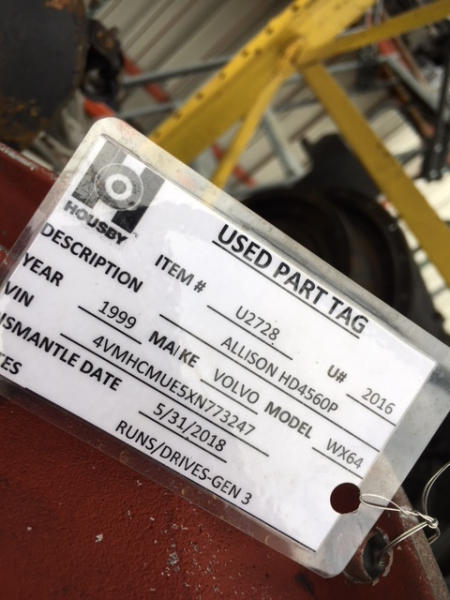 HOUSBY
USED PART TAG
ITEM # U2728 U# 2016
DESCRIPTION ALLISON HD4560P
YEAR 1999 MAKE VOLVO MODEL WX64
VIN 4VMHCMUE5XN773247
ISMANTLE DATE 5/31/2018
TES RUNS/DRIVES-GEN 3